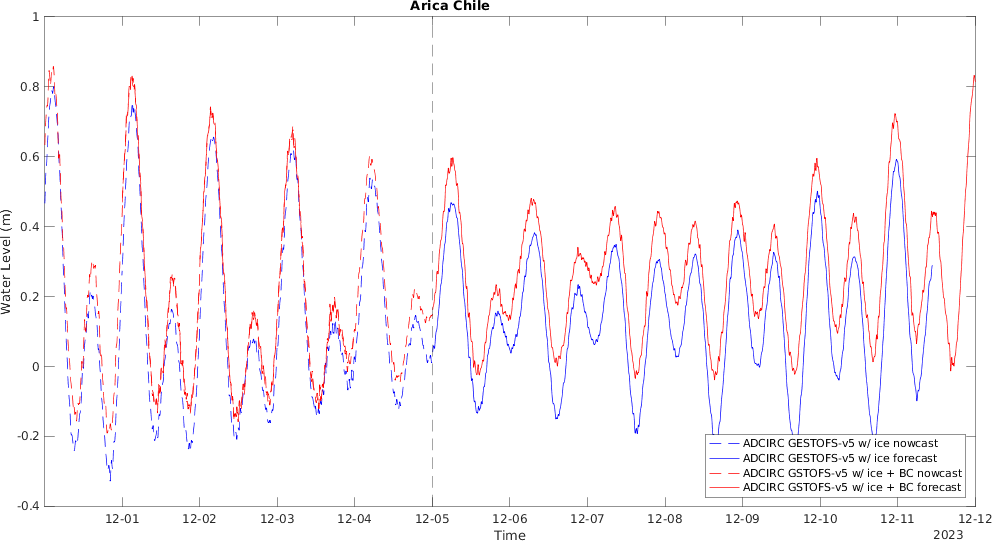 Arica Chile
1
0.8
0.6
0.4
0.2
0
-0.2
-0.4
Water Level (m)
12-01 12-02 12-03 12-04 12-05 12-06 12-07 12-08 12-09 12-10 12-11 12-12
Time
2023
ADCIRC GESTOFS-v5 w/ ice nowcast
ADCIRC GESTOFS-v5 w/ ice forecast
ADCIRC GSTOFS-v5 w/ ice + BC nowcast
ADCIRC GSTOFS-v5 w/ ice + BC forecast